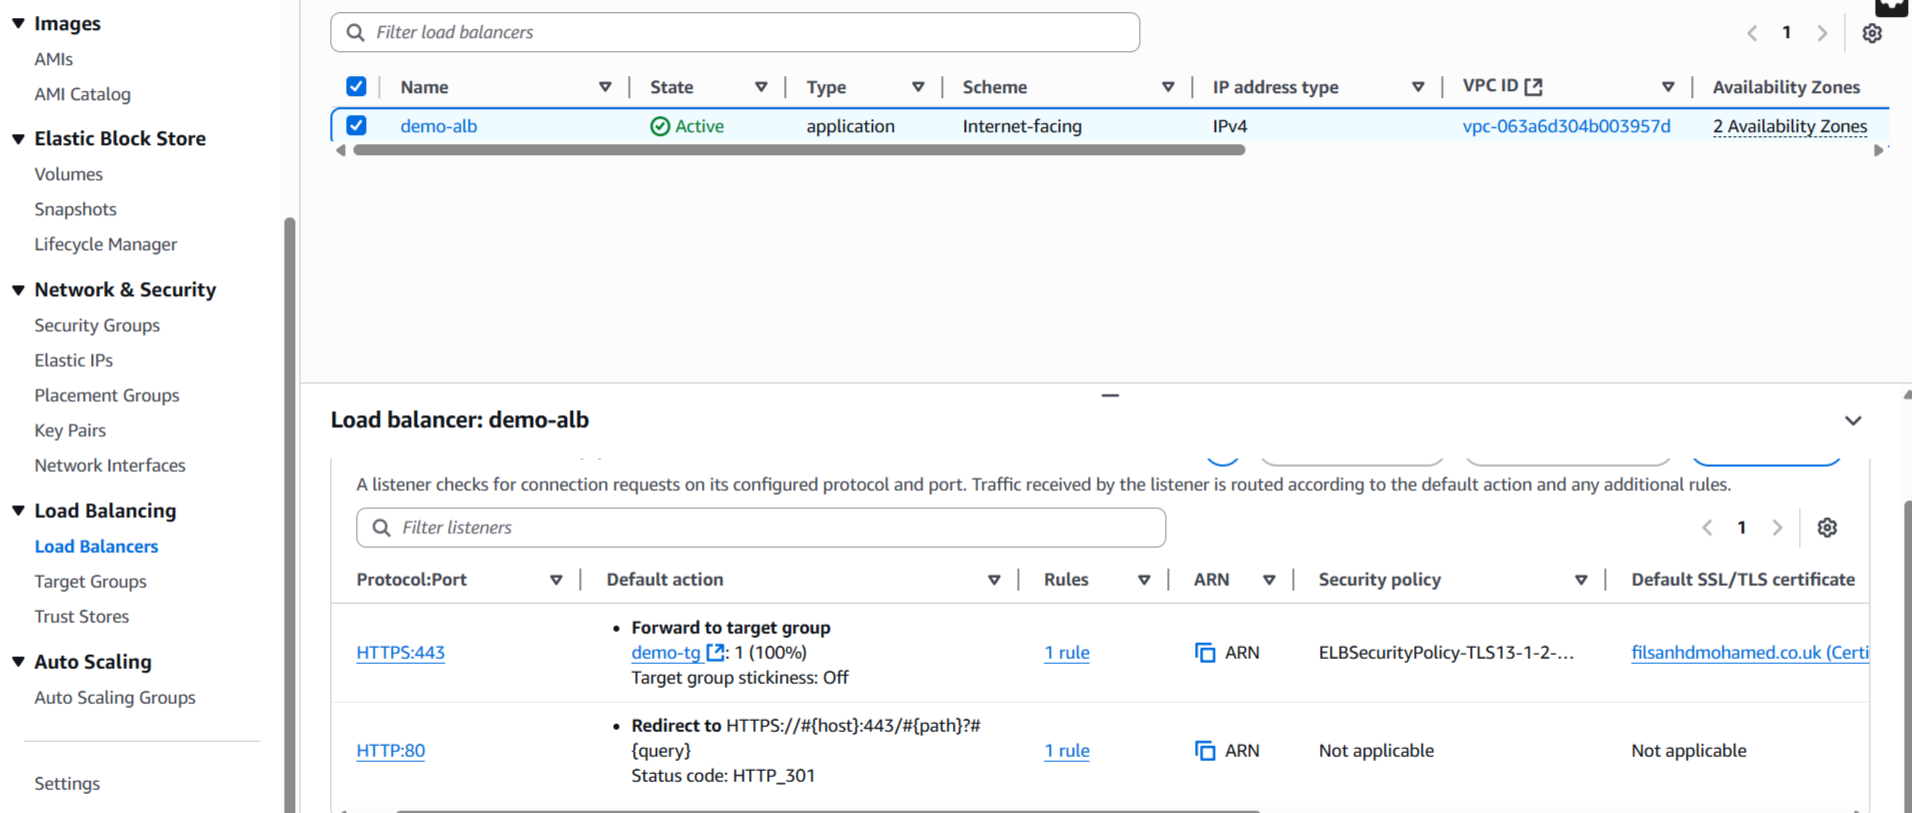 Images
AMIs
AMI Catalog
Elastic Block Store
Volumes
Snapshots
Lifecycle Manager
Network & Security
Security Groups
Elastic IPs
Placement Groups
Key Pairs
Network Interfaces
Load Balancing
Load Balancers
Target Groups
Trust Stores
Auto Scaling
Auto Scaling Groups
Settings
Filter load balancers
1
Name State Type Scheme IP address type VPC ID Availability Zones
demo-alb Active application Internet-facing IPv4 vpc-063a6d304b003957d 2 Availability Zones
Load balancer: demo-alb
A listener checks for connection requests on its configured protocol and port. Traffic received by the listener is routed according to the default action and any additional rules.
Filter listeners
1
Protocol:Port Default action Rules ARN Security policy Default SSL/TLS certificate
HTTPS:443
• Forward to target group
demo-tg : 1 (100%)
Target group stickiness: Off
1 rule
ARN
ELBSecurityPolicy-TLS13-1-2-...
filsanhdmohamed.co.uk (Certi
HTTP:80
• Redirect to HTTPS://#{host}:443/#{path}?#
{query}
Status code: HTTP_301
1 rule
ARN
Not applicable
Not applicable